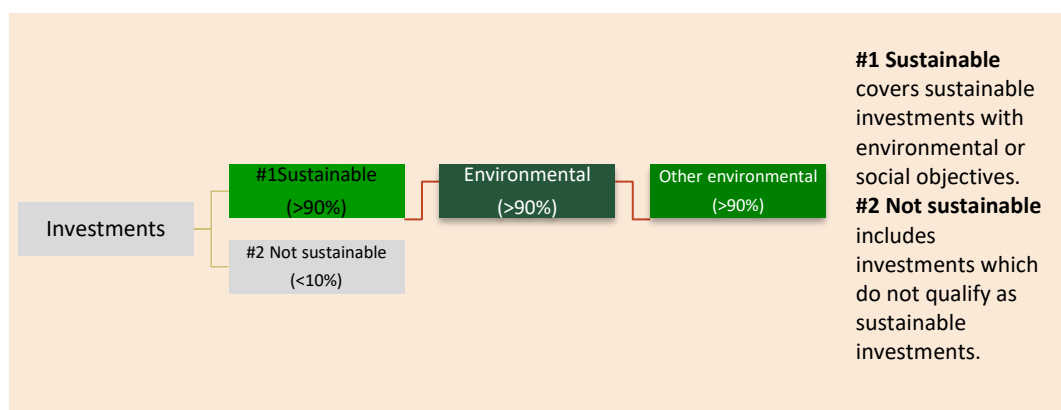 Investments
#1Sustainable
(>90%)
#2 Not sustainable
(<10%)
Environmental
(>90%)
Other environmental
(>90%)
#1 Sustainable
covers sustainable
investments with
environmental or
social objectives.
#2 Not sustainable
includes
investments which
do not qualify as
sustainable
investments.